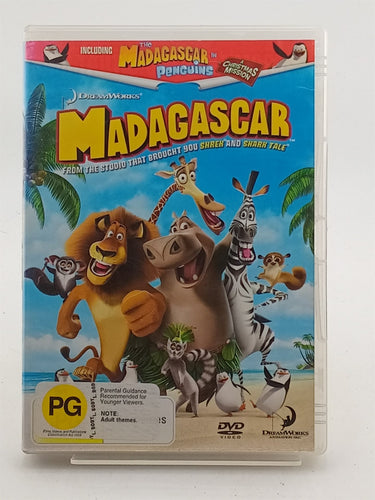 INCLUDING
THE
MADAGASCAR
PENGUINS
A
CHRISTMAS
MISSION
DREAMWORKS
MADAGASCAR
FROM THE STUDIO THAT BROUGHT YOU SHREK AND SHARK TALE
PG
Parental Guidance
Recommended for
Younger Viewers.
NOTE:
Adult themes.
DVD
VIDEO
DREAMWORKS